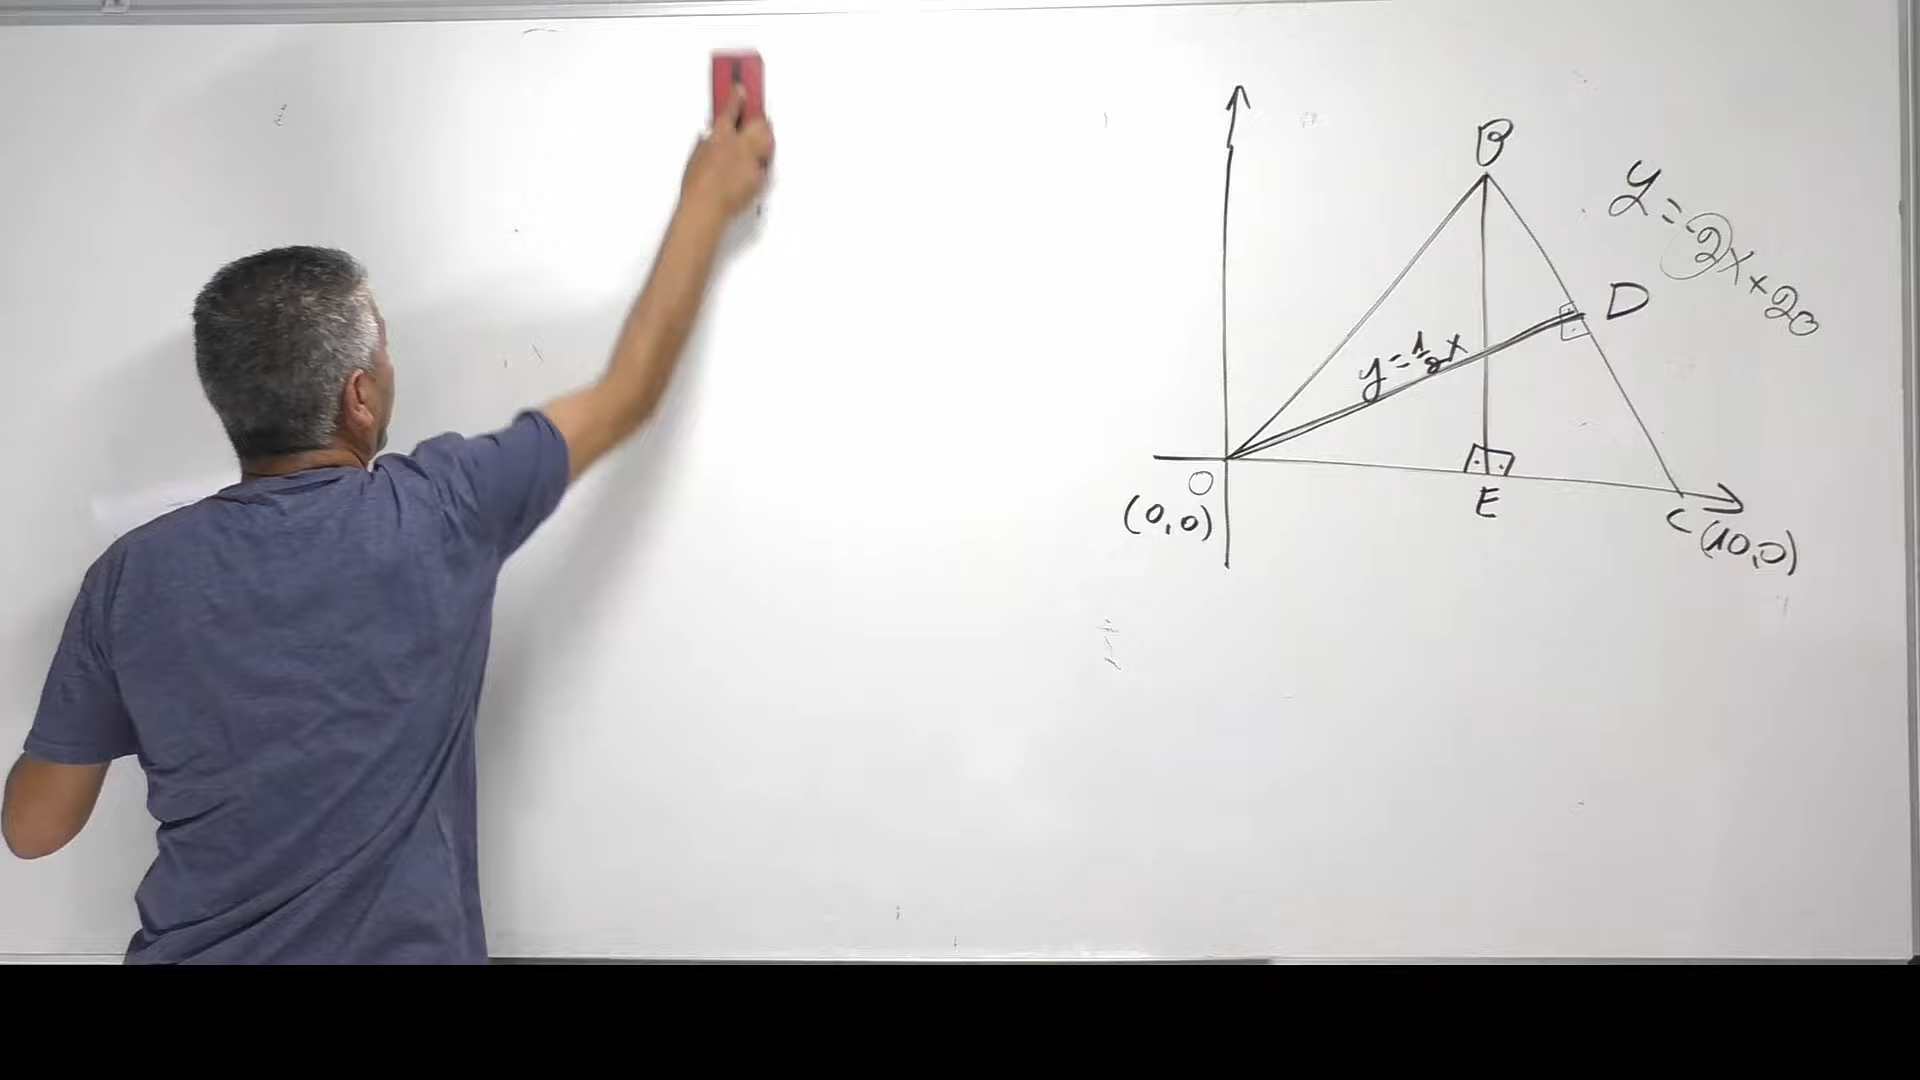 B
y=-2x+20
D
y=1/2x
O
(0,0)
E
C(10,0)